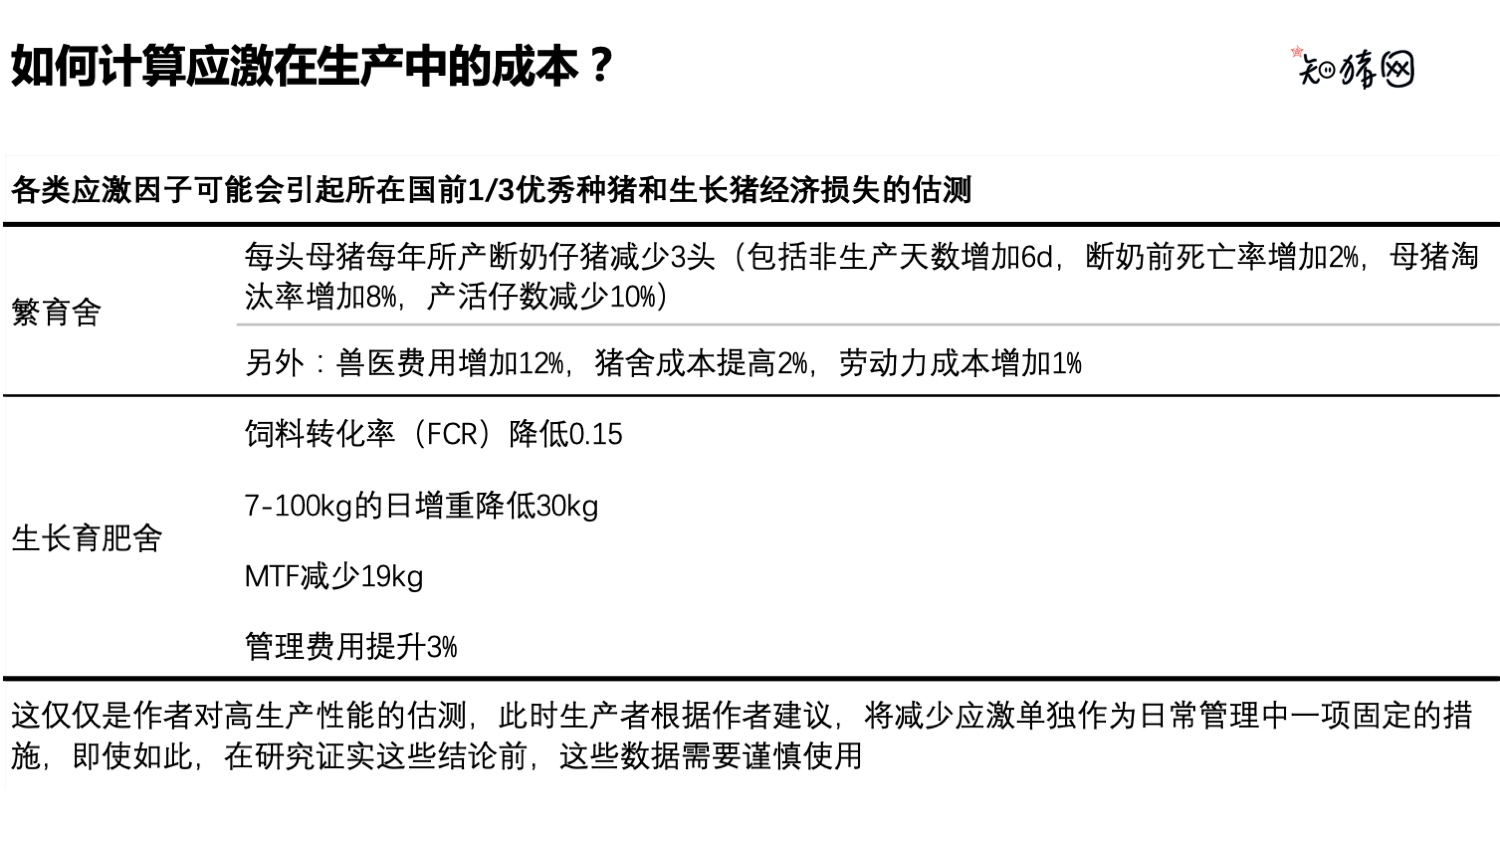 如何计算应激在生产中的成本？
知猪网
各类应激因子可能会引起所在国前1/3优秀种猪和生长猪经济损失的估测
每头母猪每年所产断奶仔猪减少3头（包括非生产天数增加6d，断奶前死亡率增加2%，母猪淘
汰率增加8%，产活仔数减少10%）
繁育舍
另外：兽医费用增加12%，猪舍成本提高2%，劳动力成本增加1%
饲料转化率（FCR）降低0.15
7-100kg的日增重降低30kg
生长育肥舍
MTF减少19kg
管理费用提升3%
这仅仅是作者对高生产性能的估测，此时生产者根据作者建议，将减少应激单独作为日常管理中一项固定的措
施，即使如此，在研究证实这些结论前，这些数据需要谨慎使用